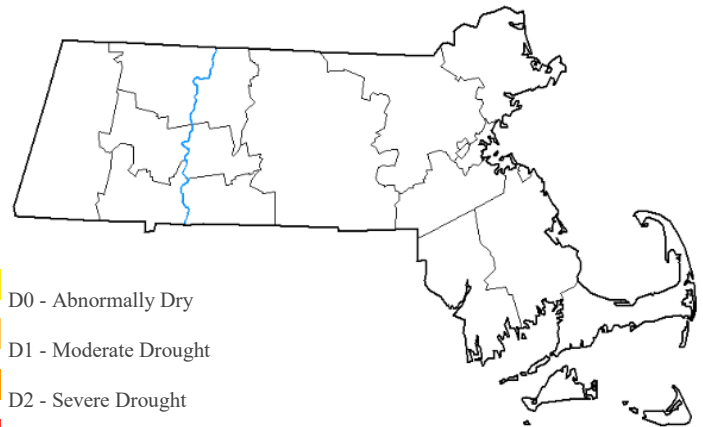 D0 - Abnormally Dry
D1 - Moderate Drought
D2 - Severe Drought